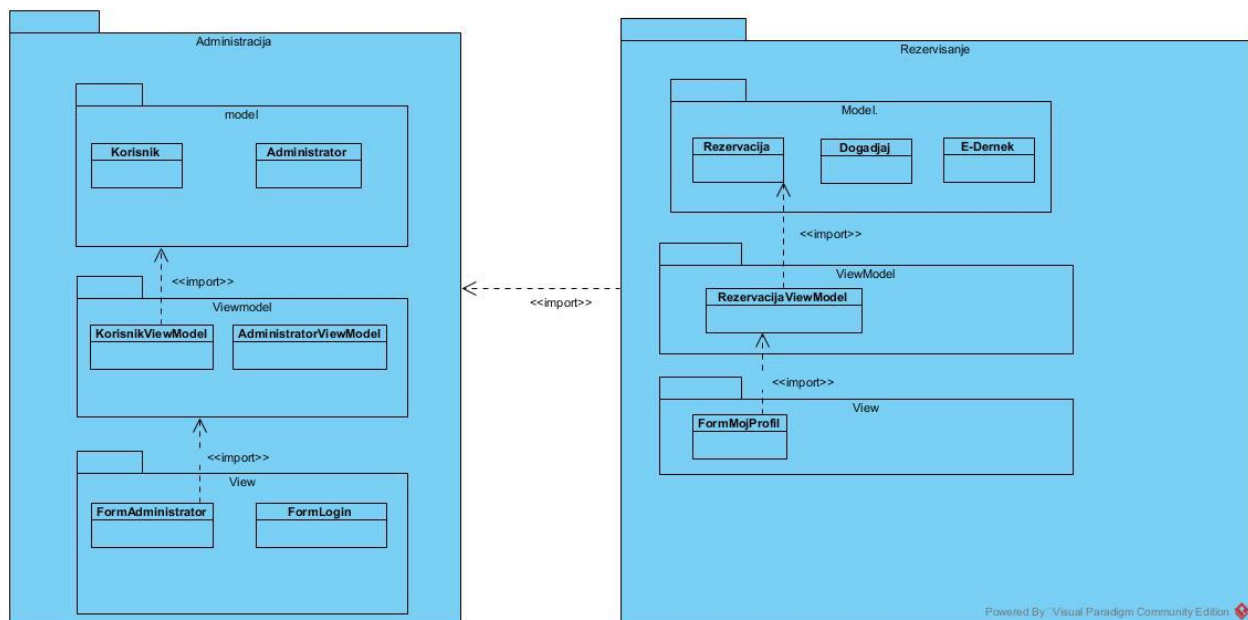 Administracija
model
Korisnik
Administrator
<<import>>
Viewmodel
KorisnikViewModel
AdministratorViewModel
<<import>>
View
FormAdministrator
FormLogin
<<import>>
Rezervisanje
Model.
Rezervacija
Dogadjaj
E-Dernek
<<import>>
ViewModel
RezervacijaViewModel
<<import>>
View
FormMojProfil
Powered By Visual Paradigm Community Edition